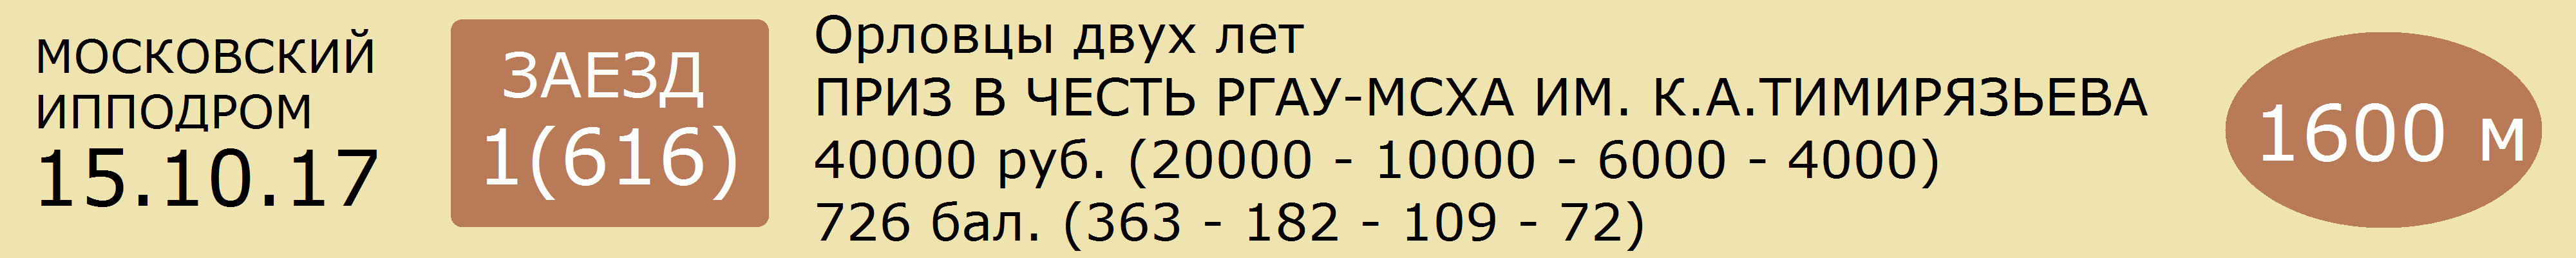 МОСКОВСКИЙ
ИППОДРОМ
15.10.17
ЗАЕЗД
1(616)
Орловцы двух лет
ПРИЗ В ЧЕСТЬ РГАУ-МСХА ИМ. К.А.ТИМИРЯЗЬЕВА
40000 руб. (20000 - 10000 - 6000 - 4000)
726 бал. (363 - 182 - 109 - 72)
1600 м